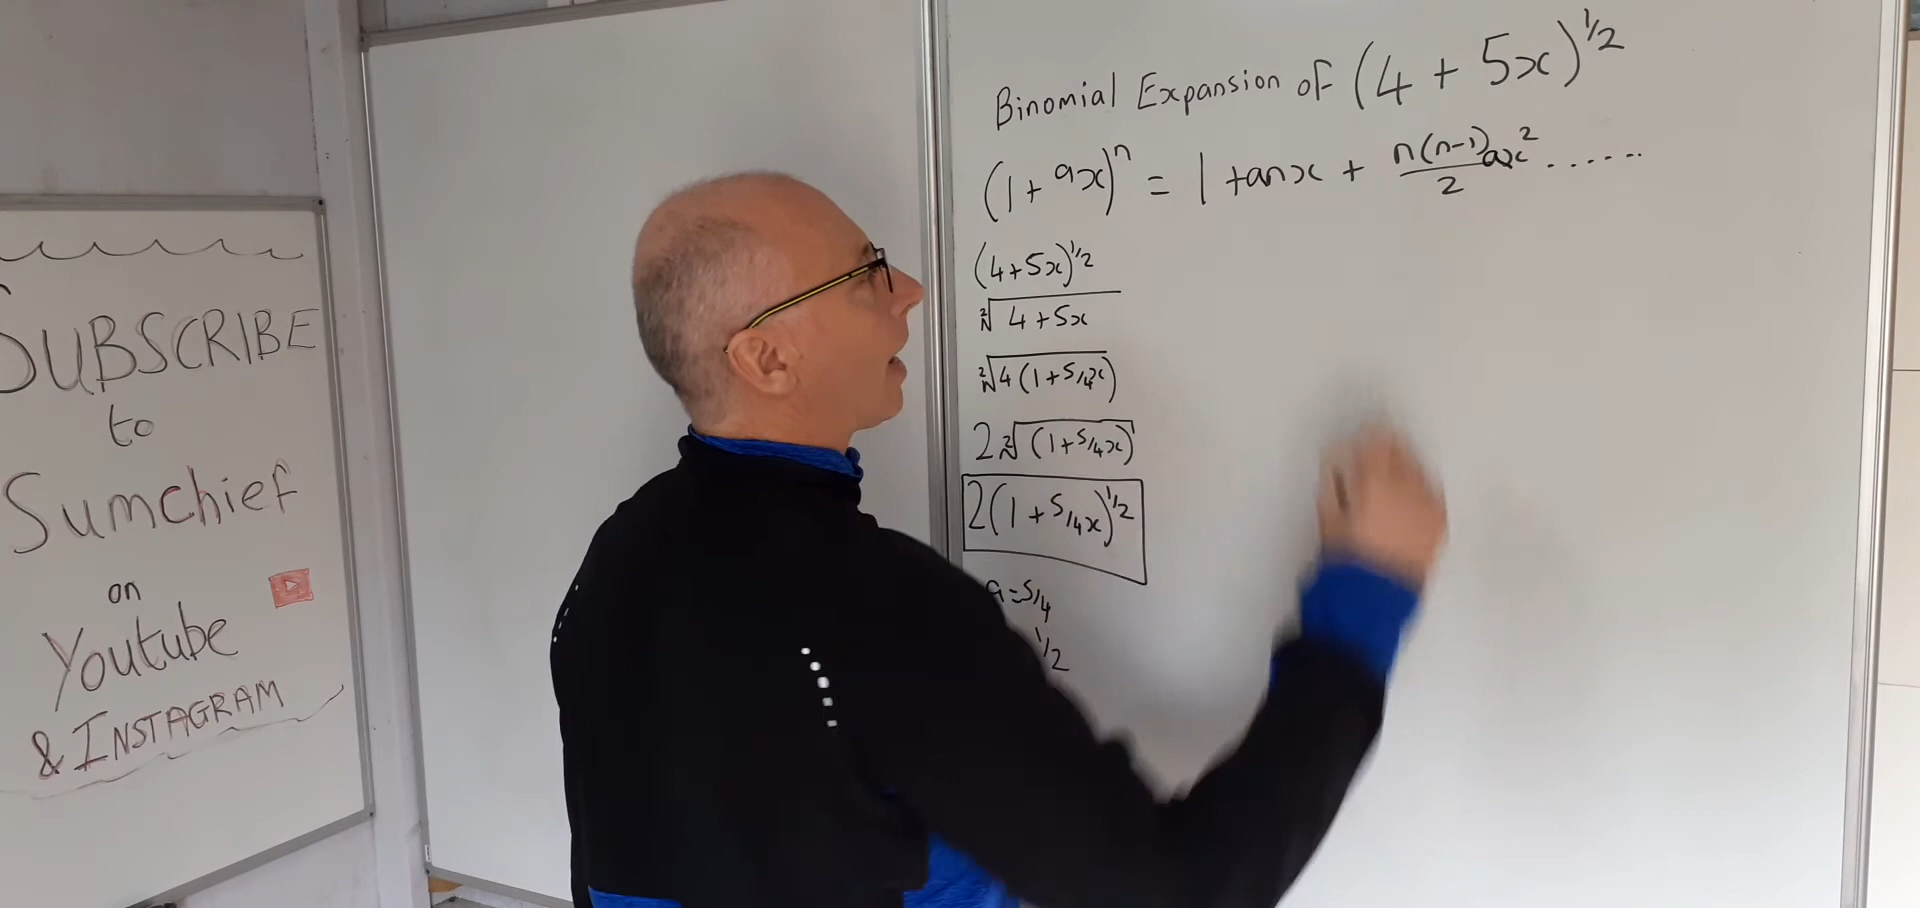 SUBSCRIBE
to
Sumchief
on
Youtube
& INSTAGRAM
Binomial Expansion of (4 + 5x)^1/2
(1 + ax)^n = 1 + anx + n(n-1)/2 ax^2 ......
(4+5x)^1/2
²√4+5x
²√4(1+5/4x)
2 ²√(1+5/4x)
2(1+5/4x)^1/2
a=5/4
1/2